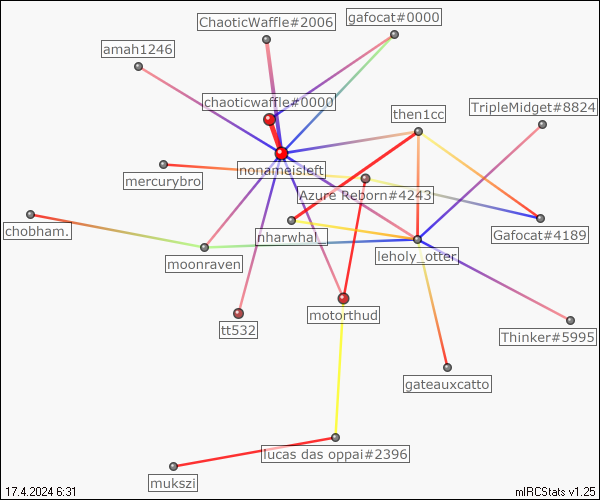 ChaoticWaffle#2006
gafocat#0000
amah1246
chaoticwaffle#0000
TripleMidget#8824
then1cc
nonameisleft
mercurybro
Azure Reborn#4243
chobham.
nharwhal_
Gafocat#4189
moonraven
leholy_otter
motorthud
tt532
Thinker#5995
gateauxcatto
lucas das oppai#2396
mukszi
17.4.2024 6:31
mIRCStats v1.25